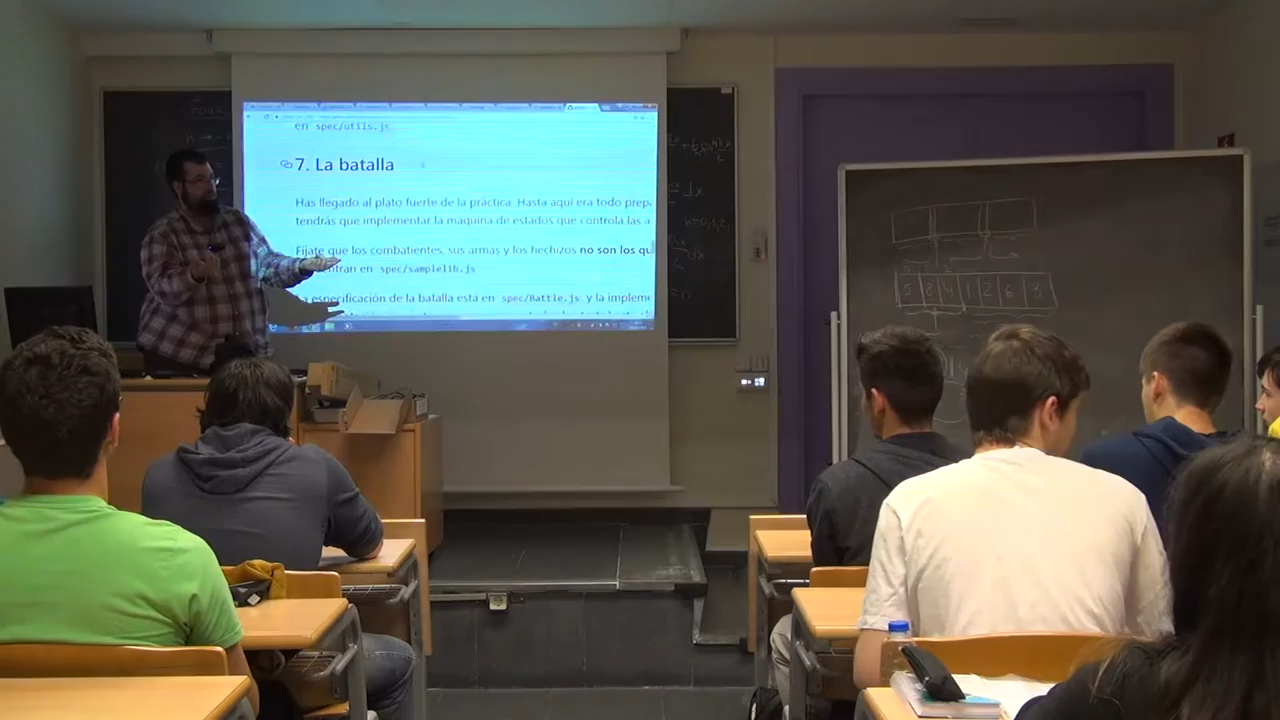 en spec/utils.js
7. La batalla
Has llegado al plato fuerte de la práctica. Hasta aquí era todo prep
tendrás que implementar la máquina de estados que controla las a
Fíjate que los combatientes, sus armas y los hechizos no son los qu
en spec/samplelib.js
La especificación de la batalla está en spec/Battle.js y la impleme
5 8 4 1 2 6 3